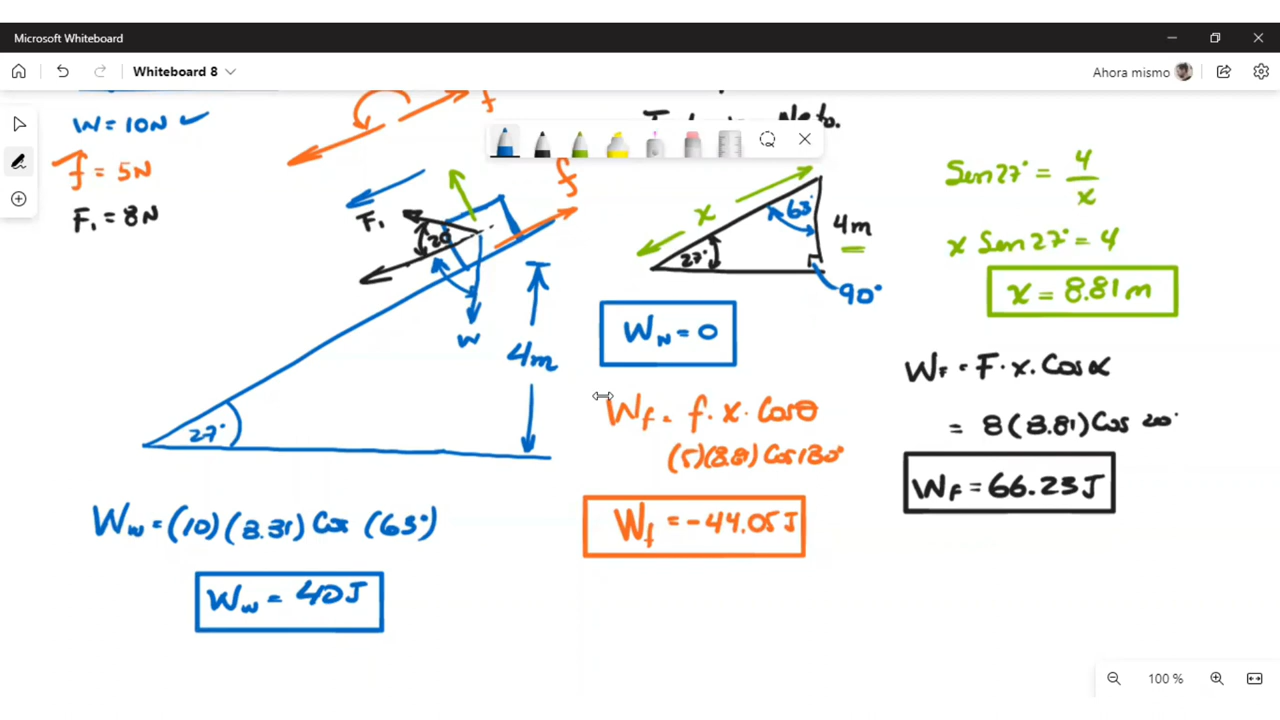 Microsoft Whiteboard
Whiteboard 8
Ahora mismo
W = 10N
f = 5N
F₁ = 8N
f
Neto.
f
F₁
20°
W
4m
27°
x
63°
4m
27°
90°
Sen 27° = 4/x
x Sen 27° = 4
x = 8.81 m
W_N = 0
W_F = F · x · Cos α
= 8 (8.81) Cos 20°
W_F = 66.23 J
W_f = f · x · Cos θ
(5)(8.81) Cos 180°
W_f = -44.05 J
W_w = (10) (8.81) Cos (63°)
W_w = 40 J
100 %